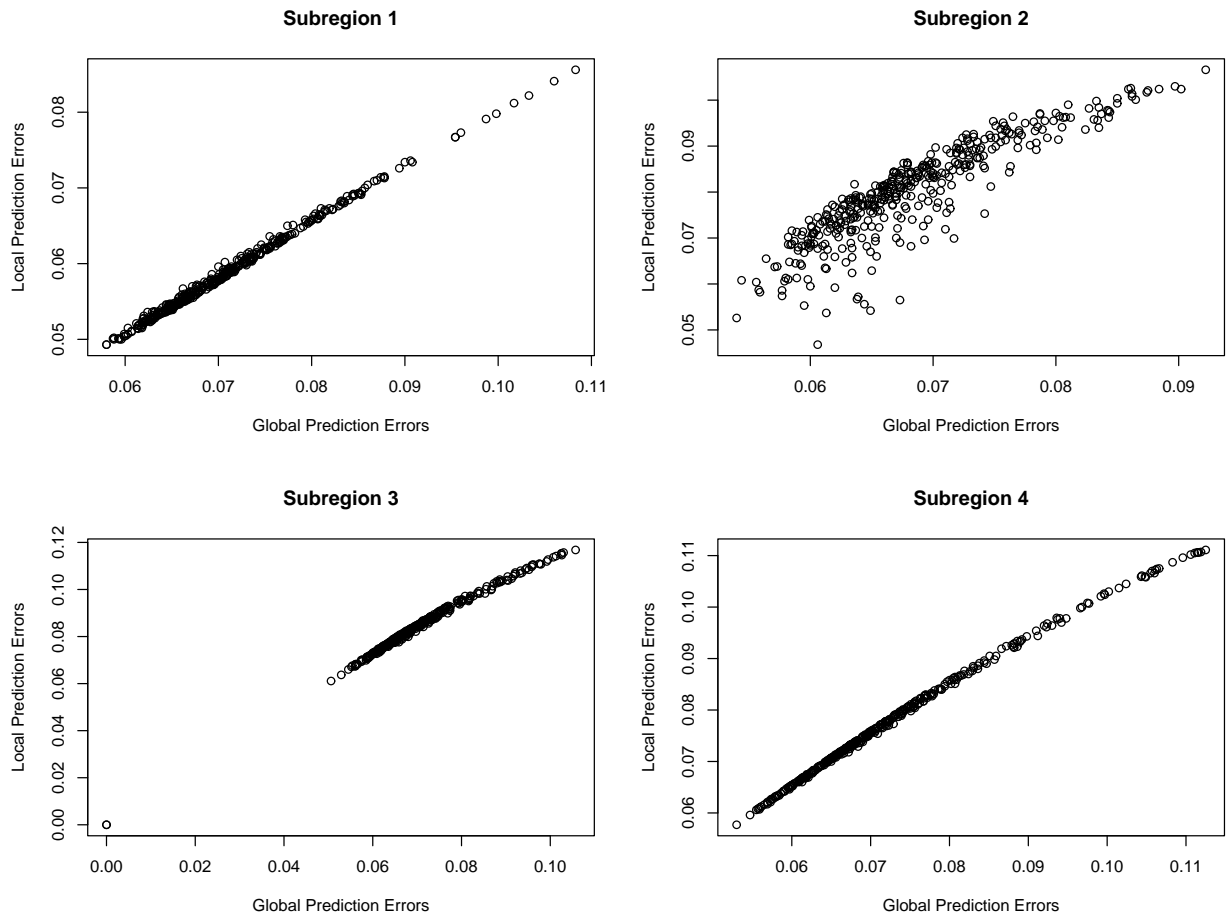 Subregion 1
Local Prediction Errors
0.05 0.06 0.07 0.08
0.06 0.07 0.08 0.09 0.10 0.11
Global Prediction Errors
Subregion 2
Local Prediction Errors
0.05 0.07 0.09
0.06 0.07 0.08 0.09
Global Prediction Errors
Subregion 3
Local Prediction Errors
0.00 0.02 0.04 0.06 0.08 0.10 0.12
0.00 0.02 0.04 0.06 0.08 0.10
Global Prediction Errors
Subregion 4
Local Prediction Errors
0.06 0.07 0.08 0.09 0.10 0.11
0.06 0.07 0.08 0.09 0.10 0.11
Global Prediction Errors